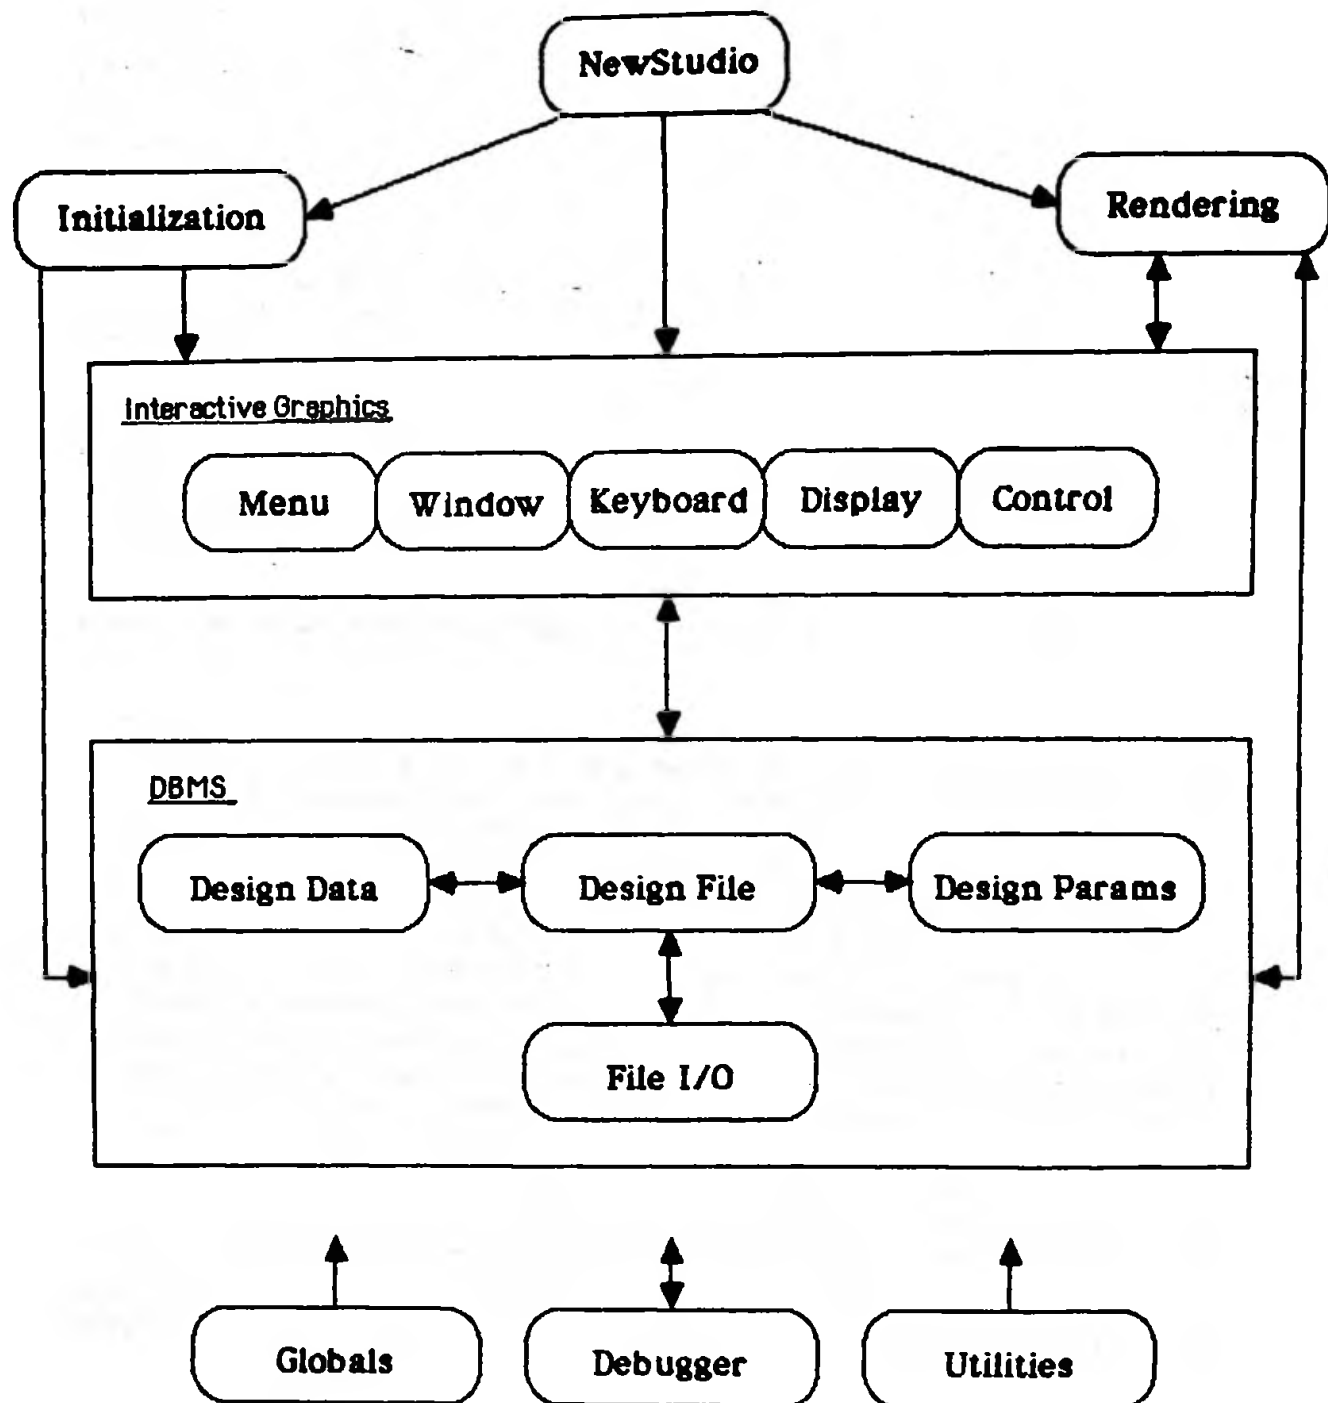 NewStudio
Initialization
Rendering
Interactive Graphics
Menu
Window
Keyboard
Display
Control
DBMS
Design Data
Design File
Design Params
File I/O
Globals
Debugger
Utilities